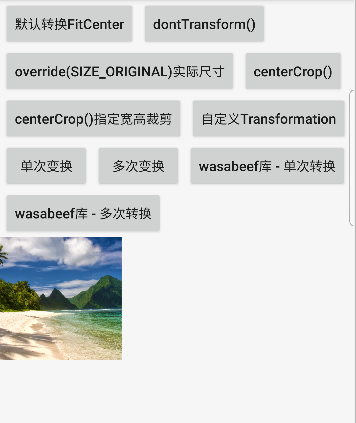 默认转换FitCenter dontTransform()
override(SIZE_ORIGINAL)实际尺寸 centerCrop()
centerCrop()指定宽高裁剪 自定义Transformation
单次变换 多次变换 wasabeef库 - 单次转换
wasabeef库 - 多次转换